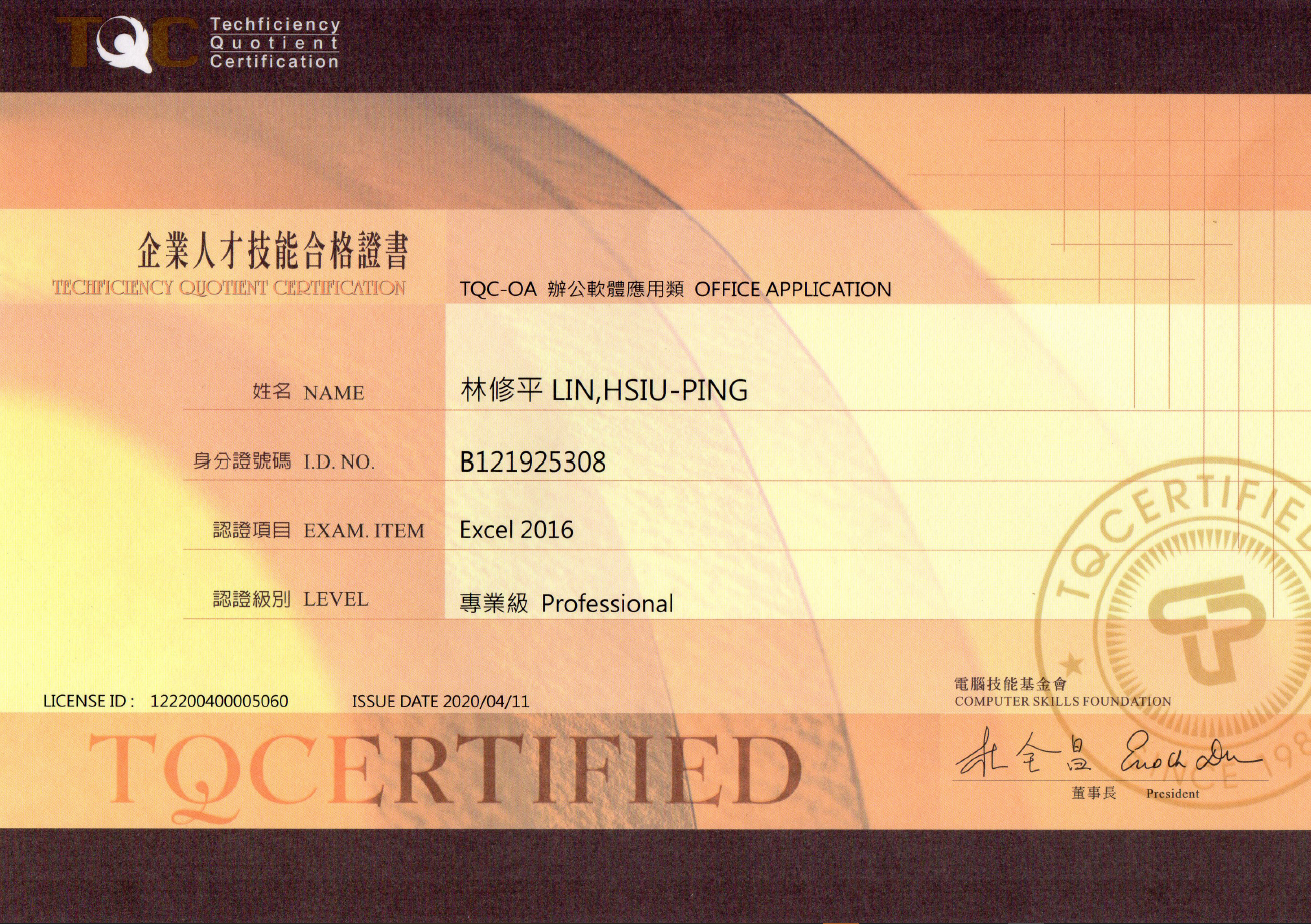 TQC Techficiency
Quotient
Certification
企業人才技能合格證書
TECHFICIENCY QUOTIENT CERTIFICATION
TQC-OA 辦公軟體應用類 OFFICE APPLICATION
姓名 NAME 林修平 LIN,HSIU-PING
身分證號碼 I.D. NO. B121925308
認證項目 EXAM. ITEM Excel 2016
認證級別 LEVEL 專業級 Professional
LICENSE ID : 122200400005060 ISSUE DATE 2020/04/11
電腦技能基金會
COMPUTER SKILLS FOUNDATION
杜全昌 Enoch Du
董事長 President
TQCERTIFIED
TQCERTIFIE
SINCE 198